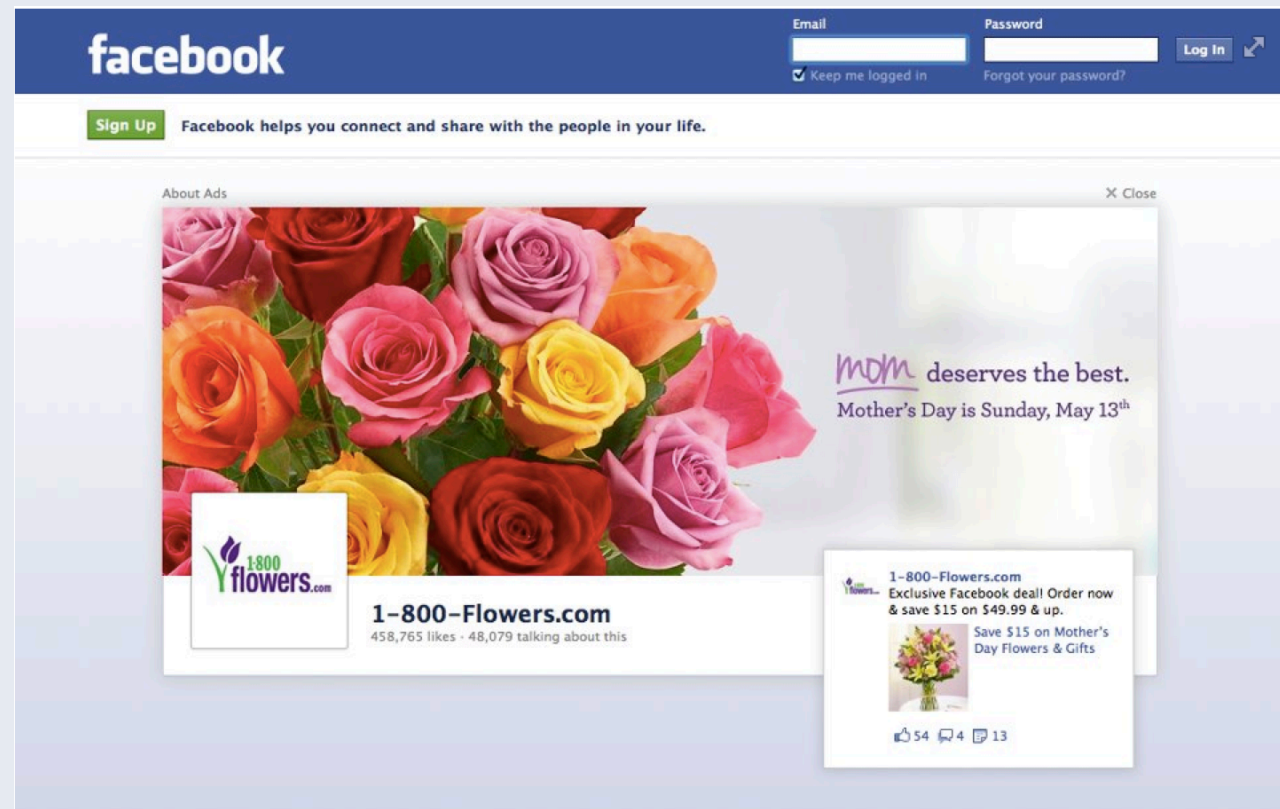 facebook
Email
Password
Log In
Keep me logged in
Forgot your password?
Sign Up
Facebook helps you connect and share with the people in your life.
About Ads
X Close
mom deserves the best.
Mother's Day is Sunday, May 13th
1-800
flowers.com
1-800-Flowers.com
458,765 likes · 48,079 talking about this
1-800-Flowers.com
Exclusive Facebook deal! Order now
& save $15 on $49.99 & up.
Save $15 on Mother's
Day Flowers & Gifts
54 4 13